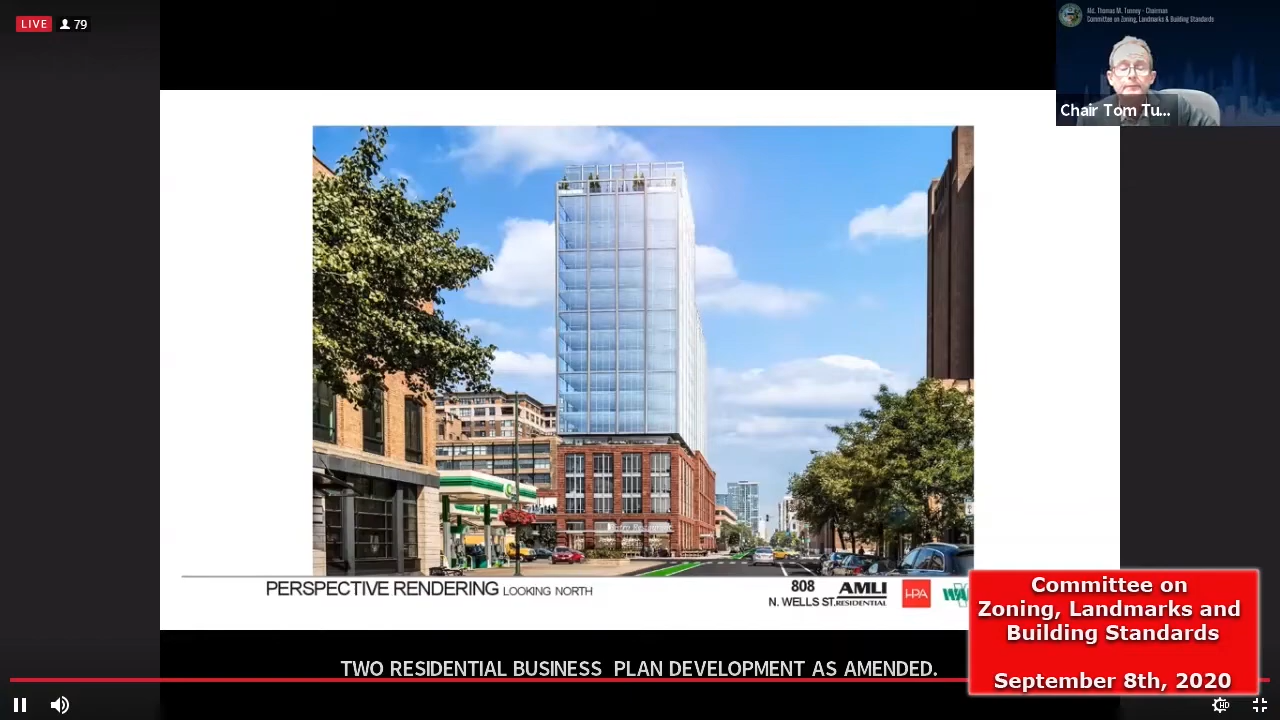 LIVE 79
Ald. Thomas M. Tunney - Chairman
Committee on Zoning, Landmarks & Building Standards
Chair Tom Tu...
PERSPECTIVE RENDERING LOOKING NORTH
808
N. WELLS ST.
AMLI
RESIDENTIAL
HPA
Committee on
Zoning, Landmarks and
Building Standards
September 8th, 2020
TWO RESIDENTIAL BUSINESS PLAN DEVELOPMENT AS AMENDED.
HD